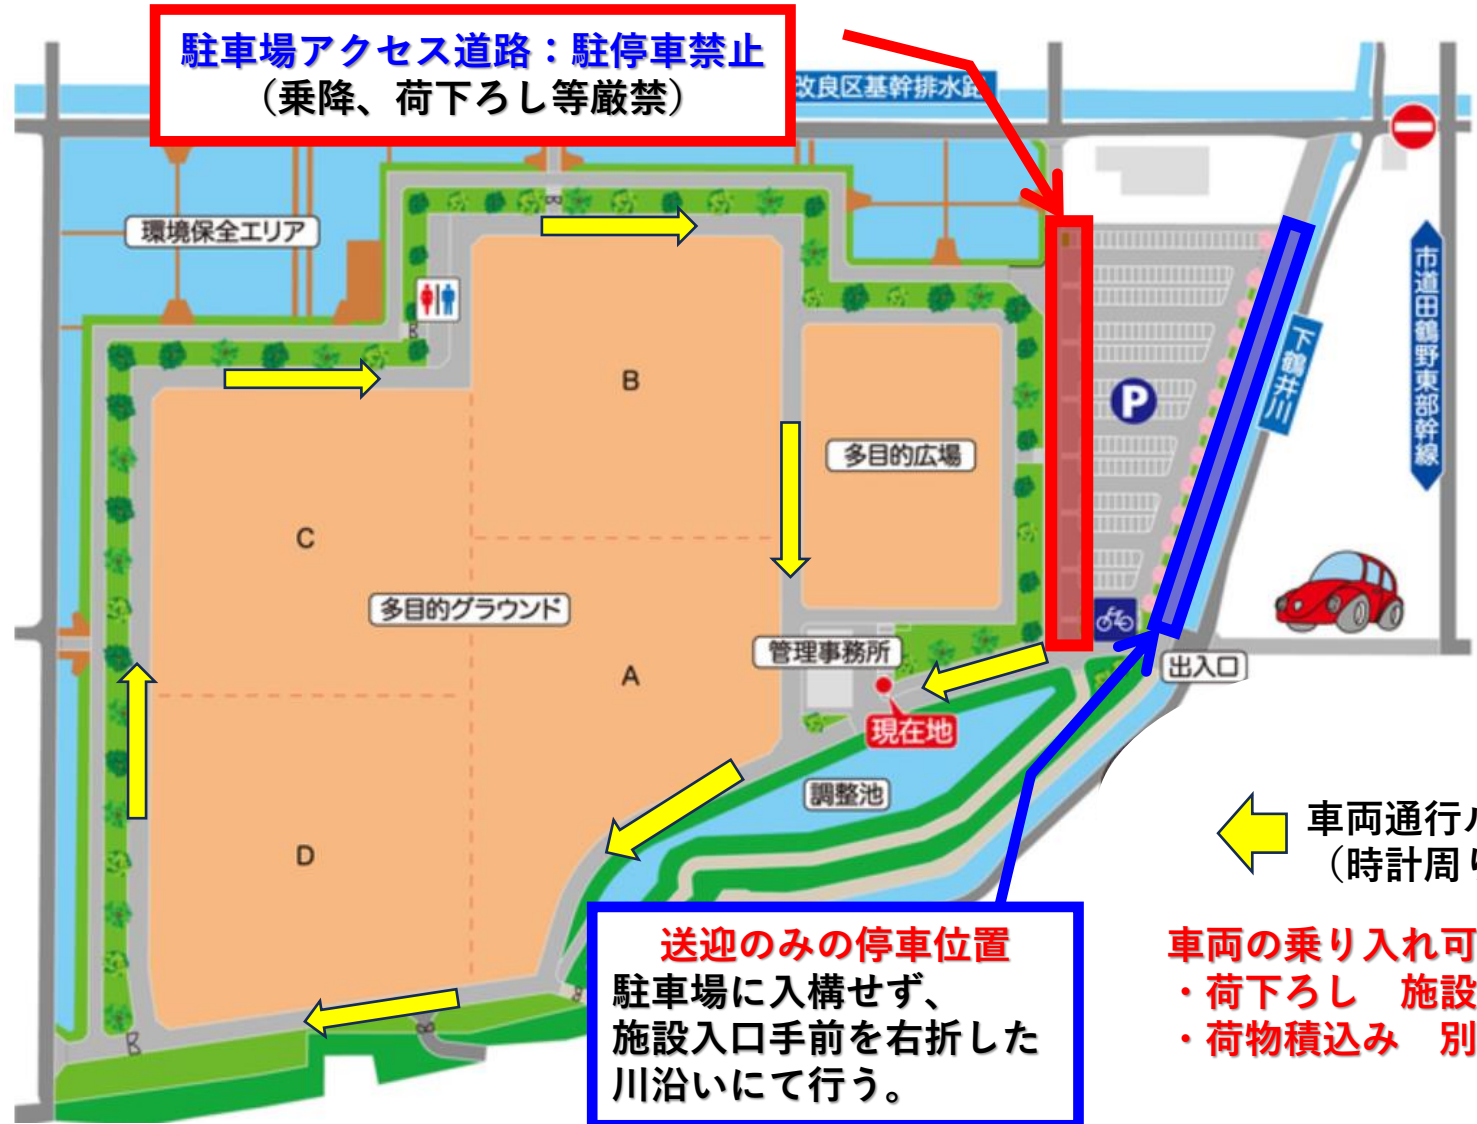 駐車場アクセス道路：駐停車禁止
（乗降、荷下ろし等厳禁）
改良区基幹排水路
環境保全エリア
市道田鶴野東部幹線
下鶴井川
B
P
多目的広場
C
多目的グラウンド
管理事務所
A
出入口
現在地
調整池
D
車両通行
（時計周り
送迎のみの停車位置
駐車場に入構せず、
施設入口手前を右折した
川沿いにて行う。
車両の乗り入れ可
・荷下ろし　施設
・荷物積込み　別